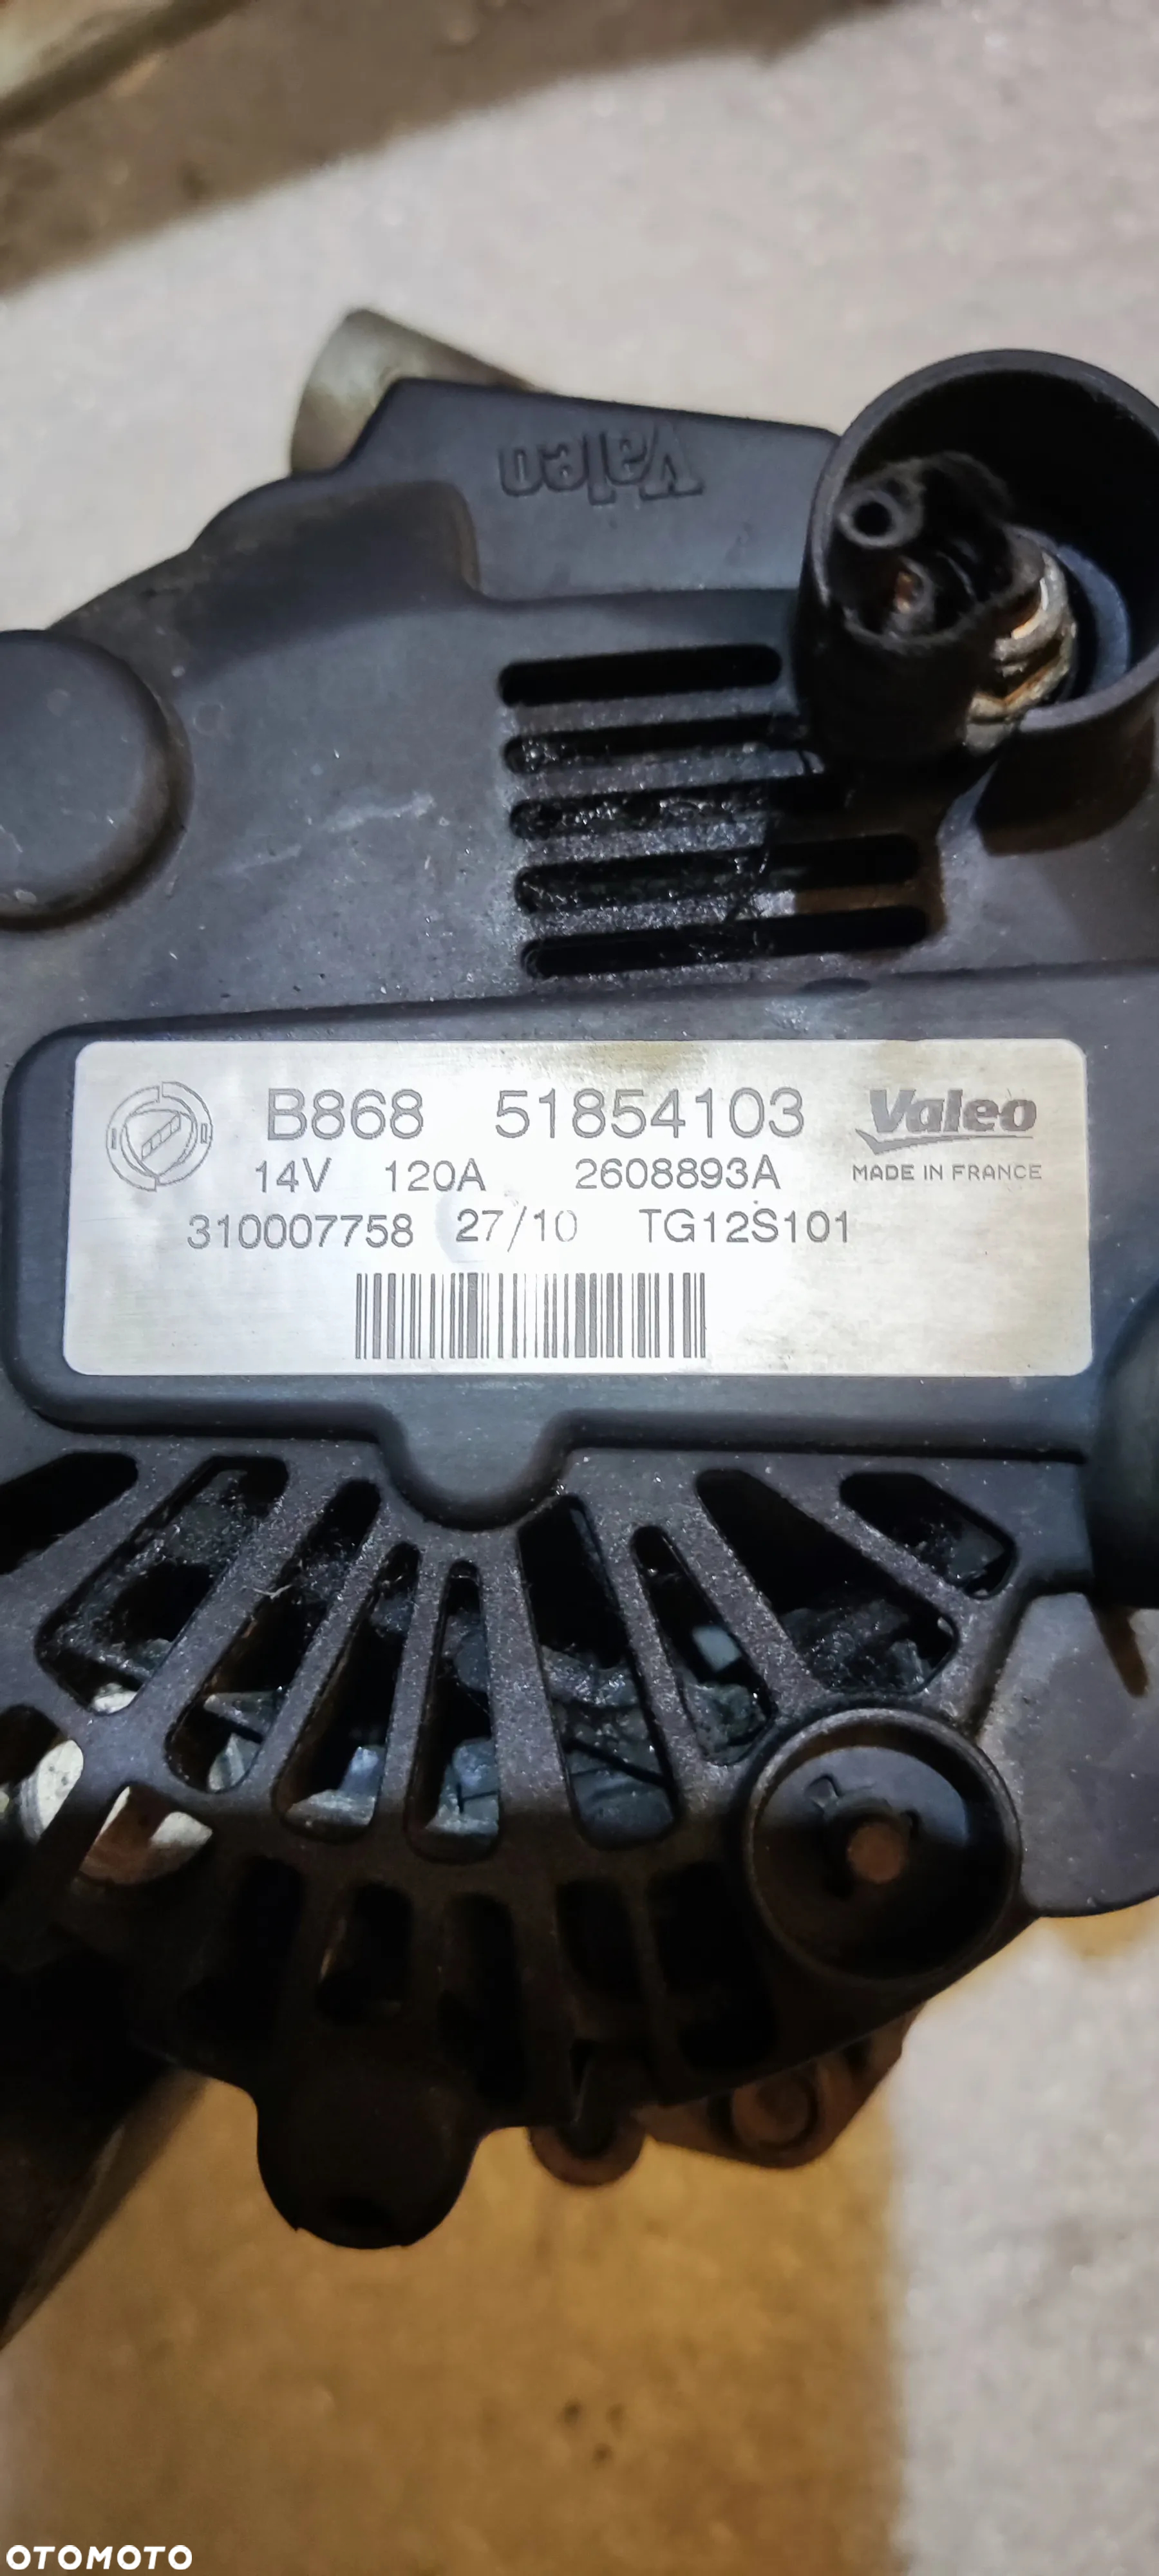 Valeo
B868 51854103 Valeo
14V 120A 2608893A MADE IN FRANCE
310007758 27/10 TG12S101
OTOMOTO